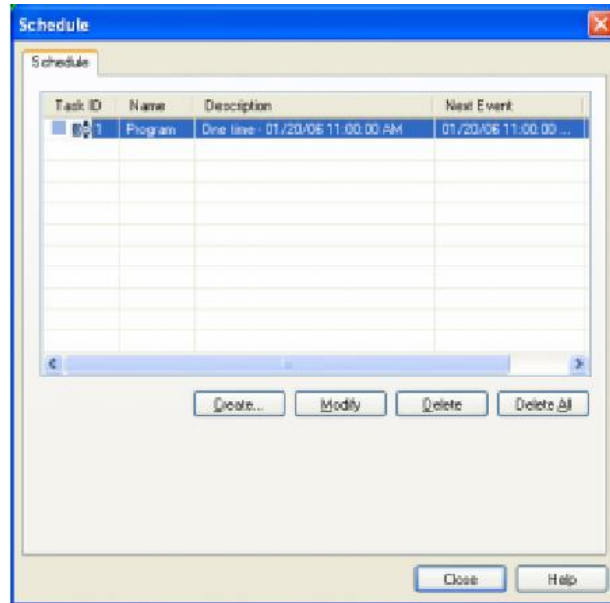 Schedule
Schedule
Task ID Name Description Next Event
1 Program One time - 01/20/06 11:00:00 AM 01/20/06 11:00:00 ...
Create... Modify Delete Delete All
Close Help